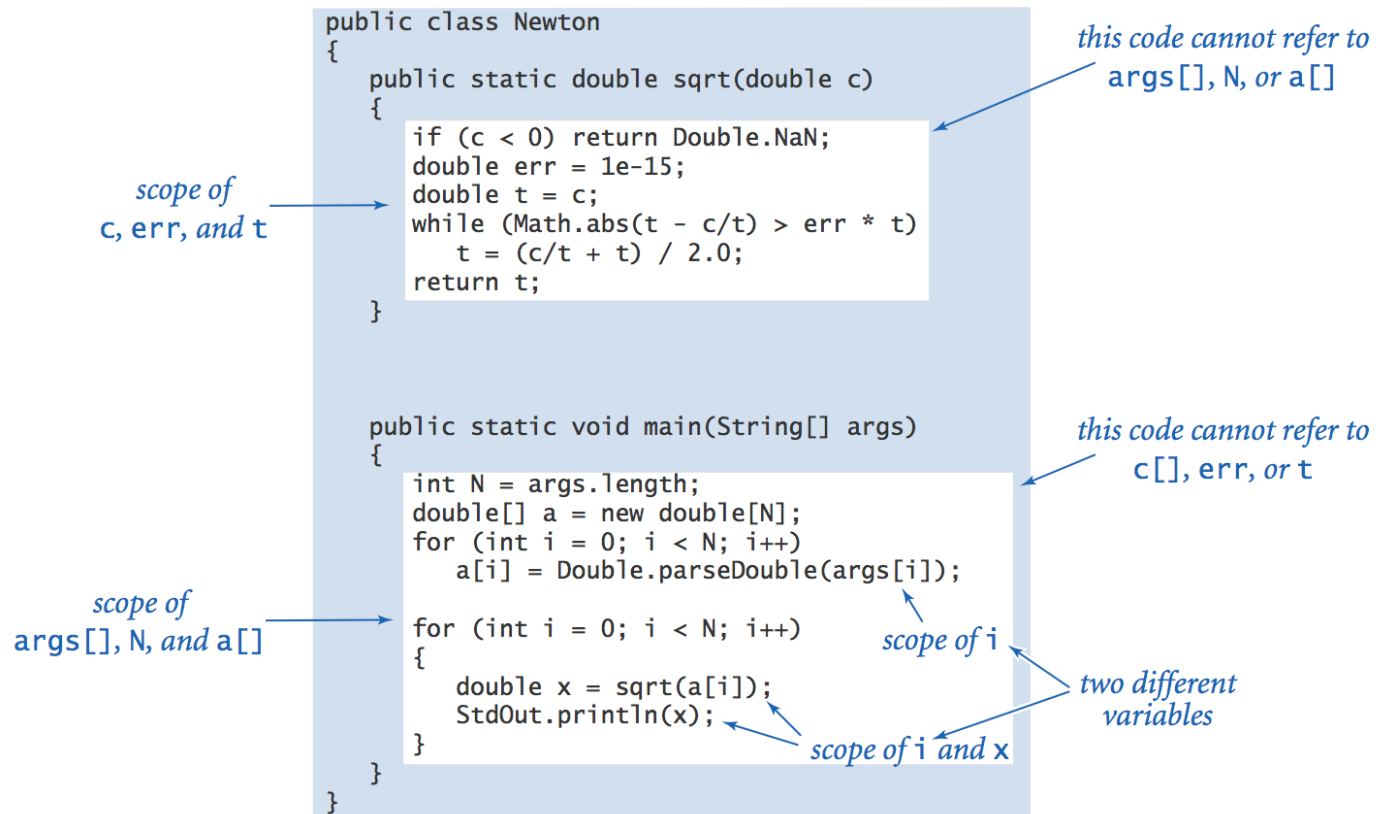 public class Newton
{
this code cannot refer to
args[], N, or a[]
public static double sqrt(double c)
{
if (c < 0) return Double.NaN;
double err = 1e-15;
double t = c;
while (Math.abs(t - c/t) > err * t)
t = (c/t + t) / 2.0;
return t;
}
scope of
c, err, and t
public static void main(String[] args)
{
this code cannot refer to
c[], err, or t
int N = args.length;
double[] a = new double[N];
for (int i = 0; i < N; i++)
a[i] = Double.parseDouble(args[i]);
scope of
args[], N, and a[]
for (int i = 0; i < N; i++)
{
double x = sqrt(a[i]);
StdOut.println(x);
}
}
}
scope of i
two different
variables
scope of i and x